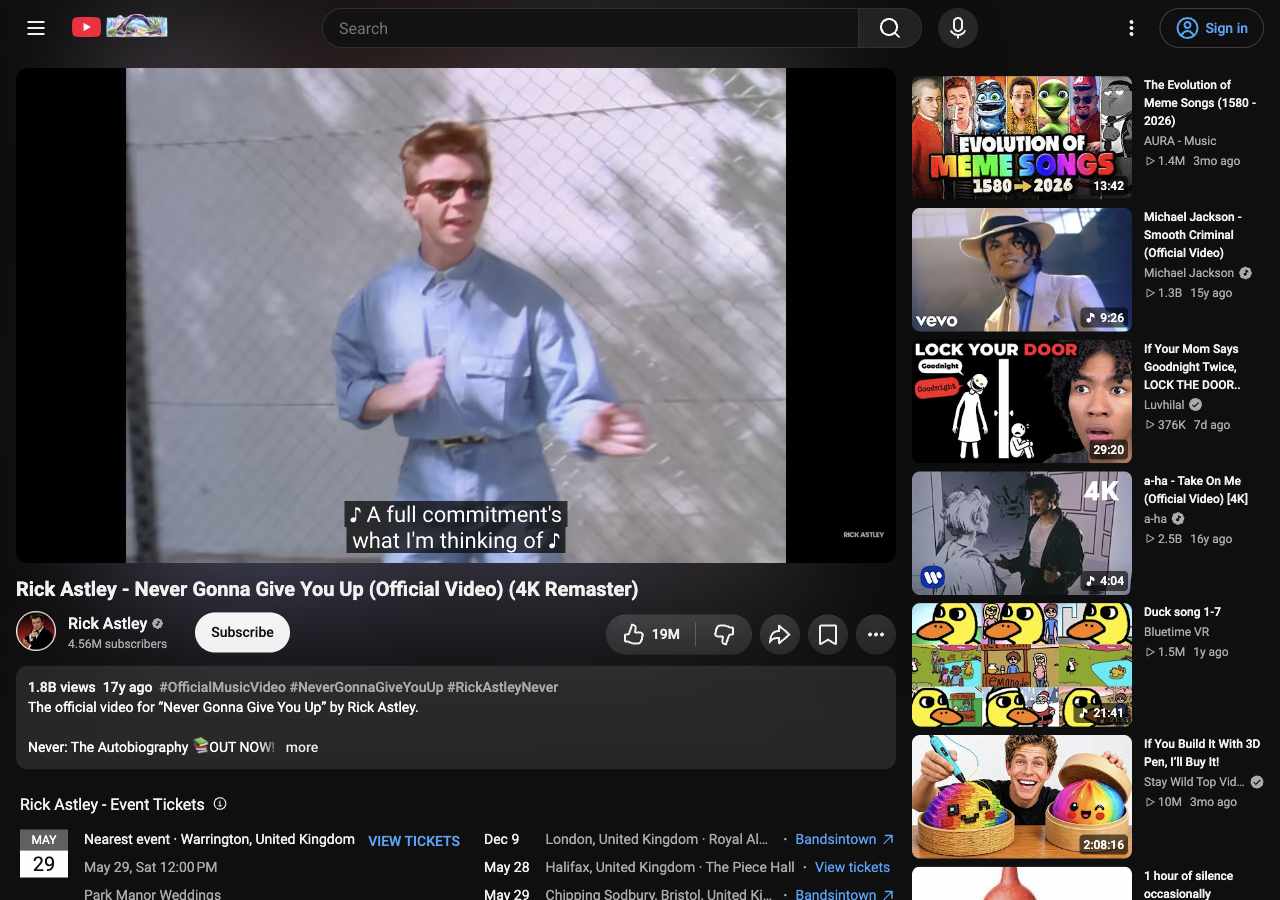 Search
Sign in
♪ A full commitment's
what I'm thinking of ♪
RICK ASTLEY
Rick Astley - Never Gonna Give You Up (Official Video) (4K Remaster)
Rick Astley
4.56M subscribers
Subscribe
19M
1.8B views 17y ago #OfficialMusicVideo #NeverGonnaGiveYouUp #RickAstleyNever
The official video for “Never Gonna Give You Up” by Rick Astley.
Never: The Autobiography 📚OUT NOW! more
Rick Astley - Event Tickets
MAY
29
Nearest event · Warrington, United Kingdom
May 29, Sat 12:00 PM
Park Manor Weddings
VIEW TICKETS
Dec 9 London, United Kingdom · Royal Al... · Bandsintown
May 28 Halifax, United Kingdom · The Piece Hall · View tickets
May 29 Chipping Sodbury, Bristol, United Ki... · Bandsintown
EVOLUTION OF
MEME SONGS
1580 → 2026
13:42
The Evolution of
Meme Songs (1580 -
2026)
AURA - Music
1.4M 3mo ago
vevo
9:26
Michael Jackson -
Smooth Criminal
(Official Video)
Michael Jackson
1.3B 15y ago
LOCK YOUR DOOR
Goodnight
Goodnight
29:20
If Your Mom Says
Goodnight Twice,
LOCK THE DOOR..
Luvhilal
376K 7d ago
4K
W
4:04
a-ha - Take On Me
(Official Video) [4K]
a-ha
2.5B 16y ago
21:41
Duck song 1-7
Bluetime VR
1.5M 1y ago
2:08:16
If You Build It With 3D
Pen, I'll Buy It!
Stay Wild Top Vid...
10M 3mo ago
1 hour of silence
occasionally